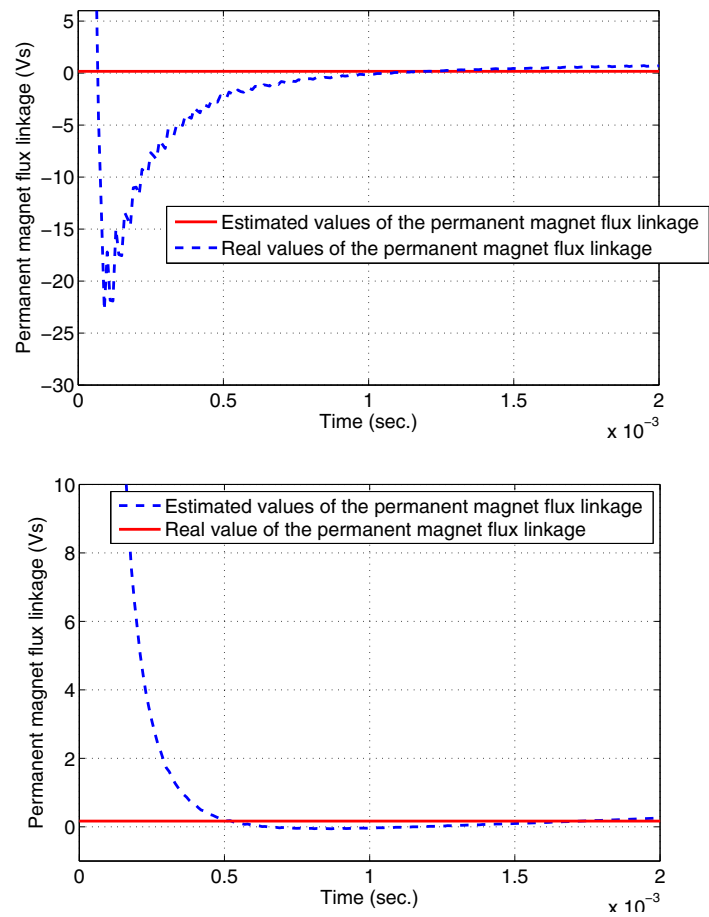 5
0
−5
−10
−15
−20
−25
−30
Permanent magnet flux linkage (Vs)
Estimated values of the permanent magnet flux linkage
Real values of the permanent magnet flux linkage
0 0.5 1 1.5 2
Time (sec.)
x 10−3
10
8
6
4
2
0
Permanent magnet flux linkage (Vs)
Estimated values of the permanent magnet flux linkage
Real value of the permanent magnet flux linkage
0 0.5 1 1.5 2
Time (sec.)
x 10−3